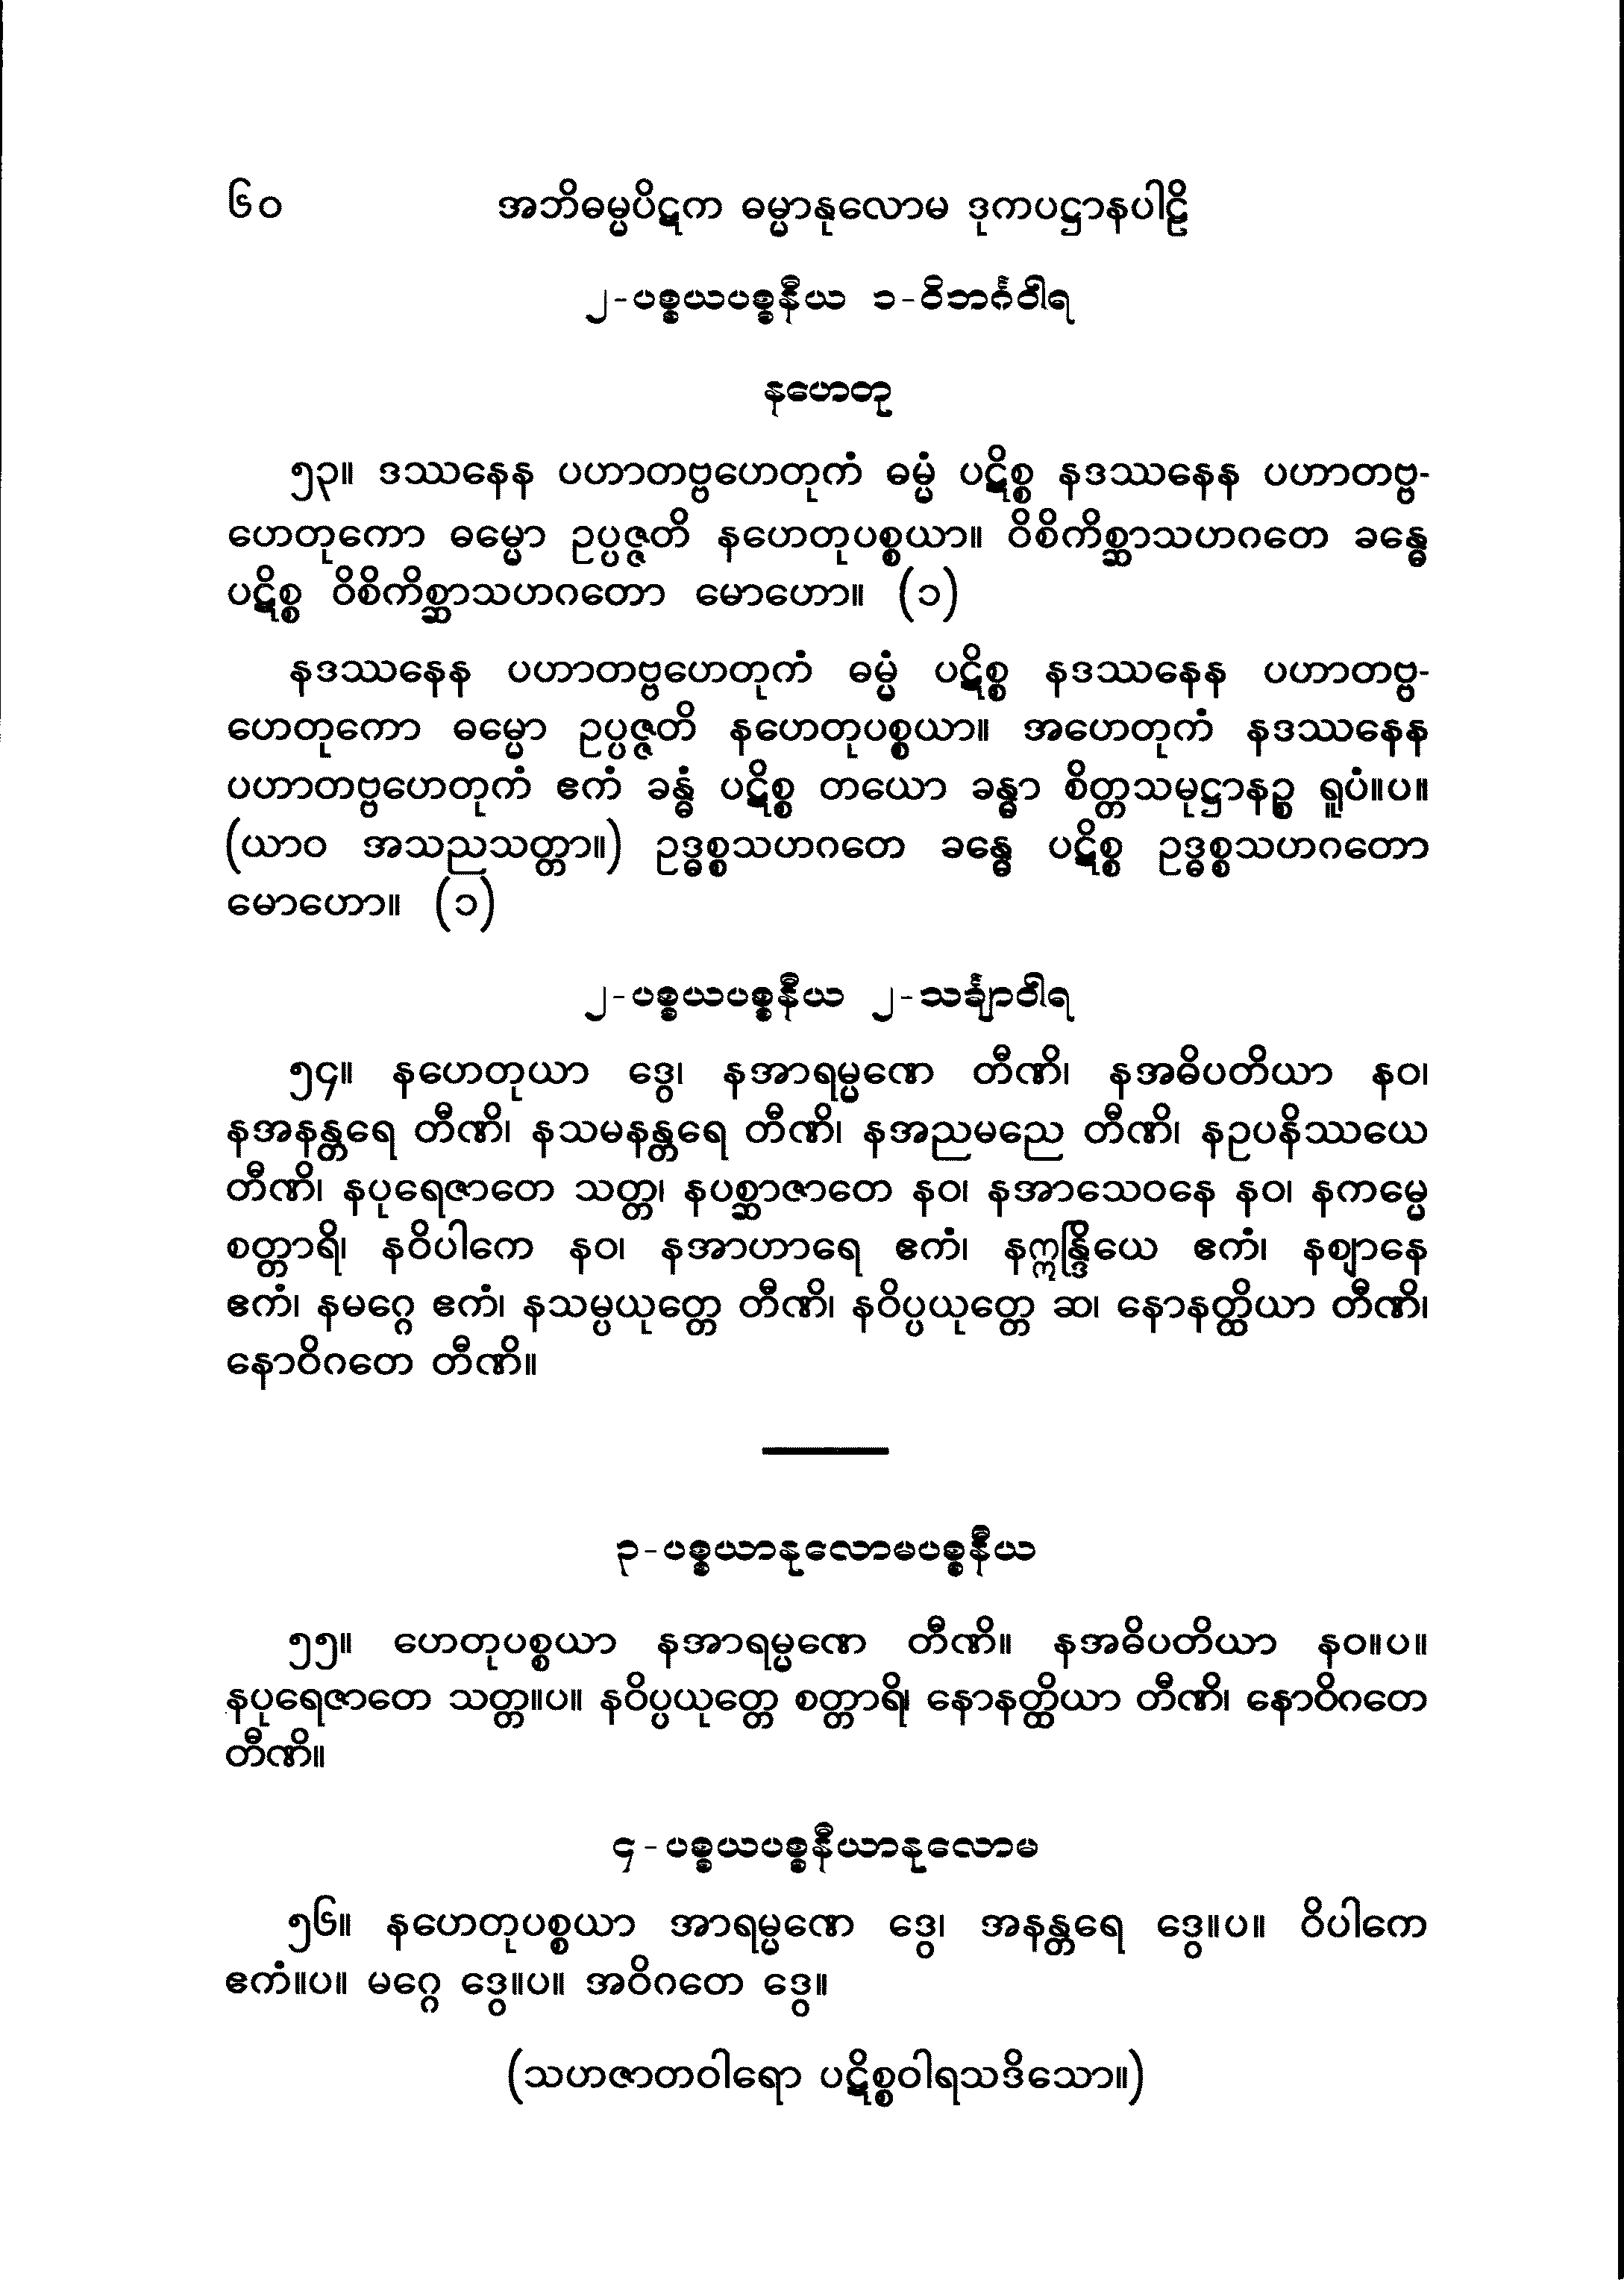 ၆၀ အဘိဓမ္မပိဋက ဓမ္မာနုလောမ ဒုကပဋ္ဌာနပါဠိ
၂-ပစ္စယပစ္စနီယ ၁-ဝိဘင်္ဂဝါရ
နဟေတု
၅၃။ ဒဿနေန ပဟာတဗ္ဗဟေတုကံ ဓမ္မံ ပဋိစ္စ နဒဿနေန ပဟာတဗ္ဗ-
ဟေတုကော ဓမ္မော ဥပ္ပဇ္ဇတိ နဟေတုပစ္စယာ။ ဝိစိကိစ္ဆာသဟဂတေ ခန္ဓေ
ပဋိစ္စ ဝိစိကိစ္ဆာသဟဂတော မောဟော။ (၁)
နဒဿနေန ပဟာတဗ္ဗဟေတုကံ ဓမ္မံ ပဋိစ္စ နဒဿနေန ပဟာတဗ္ဗ-
ဟေတုကော ဓမ္မော ဥပ္ပဇ္ဇတိ နဟေတုပစ္စယာ။ အဟေတုကံ နဒဿနေန
ပဟာတဗ္ဗဟေတုကံ ဧကံ ခန္ဓံ ပဋိစ္စ တယော ခန္ဓာ စိတ္တသမုဋ္ဌာနဉ္စ ရူပံ။ပ။
(ယာဝ အသညသတ္တာ။) ဥဒ္ဓစ္စသဟဂတေ ခန္ဓေ ပဋိစ္စ ဥဒ္ဓစ္စသဟဂတော
မောဟော။ (၁)
၂-ပစ္စယပစ္စနီယ ၂-သင်္ချာဝါရ
၅၄။ နဟေတုယာ ဒွေ၊ နအာရမ္မဏေ တီဏိ၊ နအဓိပတိယာ နဝ၊
နအနန္တရေ တီဏိ၊ နသမနန္တရေ တီဏိ၊ နအညမညေ တီဏိ၊ နဥပနိဿယေ
တီဏိ၊ နပုရေဇာတေ သတ္တ၊ နပစ္ဆာဇာတေ နဝ၊ နအာသေဝနေ နဝ၊ နကမ္မေ
စတ္တာရိ၊ နဝိပါကေ နဝ၊ နအာဟာရေ ဧကံ၊ နဣန္ဒြိယေ ဧကံ၊ နဈာနေ
ဧကံ၊ နမဂ္ဂေ ဧကံ၊ နသမ္ပယုတ္တေ တီဏိ၊ နဝိပ္ပယုတ္တေ ဆ၊ နောနတ္ထိယာ တီဏိ၊
နောဝိဂတေ တီဏိ။
၃-ပစ္စယာနုလောမပစ္စနီယ
၅၅။ ဟေတုပစ္စယာ နအာရမ္မဏေ တီဏိ။ နအဓိပတိယာ နဝ။ပ။
နပုရေဇာတေ သတ္တ။ပ။ နဝိပ္ပယုတ္တေ စတ္တာရိ၊ နောနတ္ထိယာ တီဏိ၊ နောဝိဂတေ
တီဏိ။
၄-ပစ္စယပစ္စနီယာနုလောမ
၅၆။ နဟေတုပစ္စယာ အာရမ္မဏေ ဒွေ၊ အနန္တရေ ဒွေ။ပ။ ဝိပါကေ
ဧကံ။ပ။ မဂ္ဂေ ဒွေ။ပ။ အဝိဂတေ ဒွေ။
(သဟဇာတဝါရော ပဋိစ္စဝါရသဒိသော။)